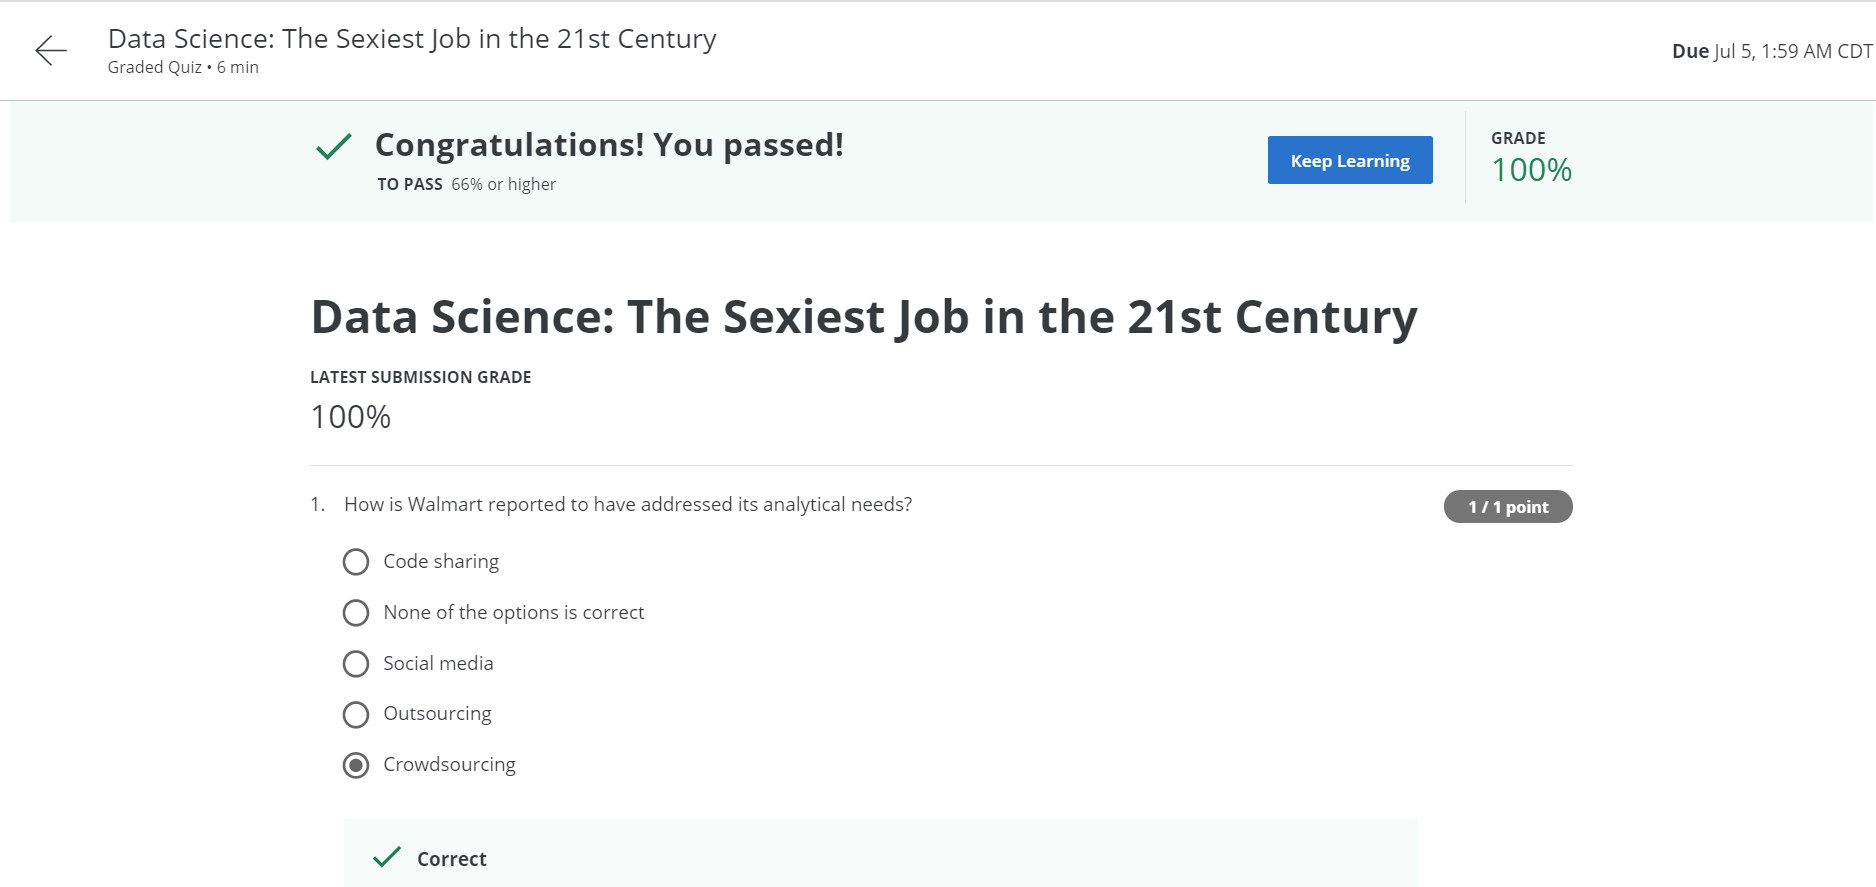 Data Science: The Sexiest Job in the 21st Century
Graded Quiz • 6 min
Due Jul 5, 1:59 AM CDT
Congratulations! You passed!
TO PASS 66% or higher
Keep Learning
GRADE
100%
Data Science: The Sexiest Job in the 21st Century
LATEST SUBMISSION GRADE
100%
1. How is Walmart reported to have addressed its analytical needs?
1 / 1 point
Code sharing
None of the options is correct
Social media
Outsourcing
Crowdsourcing
Correct